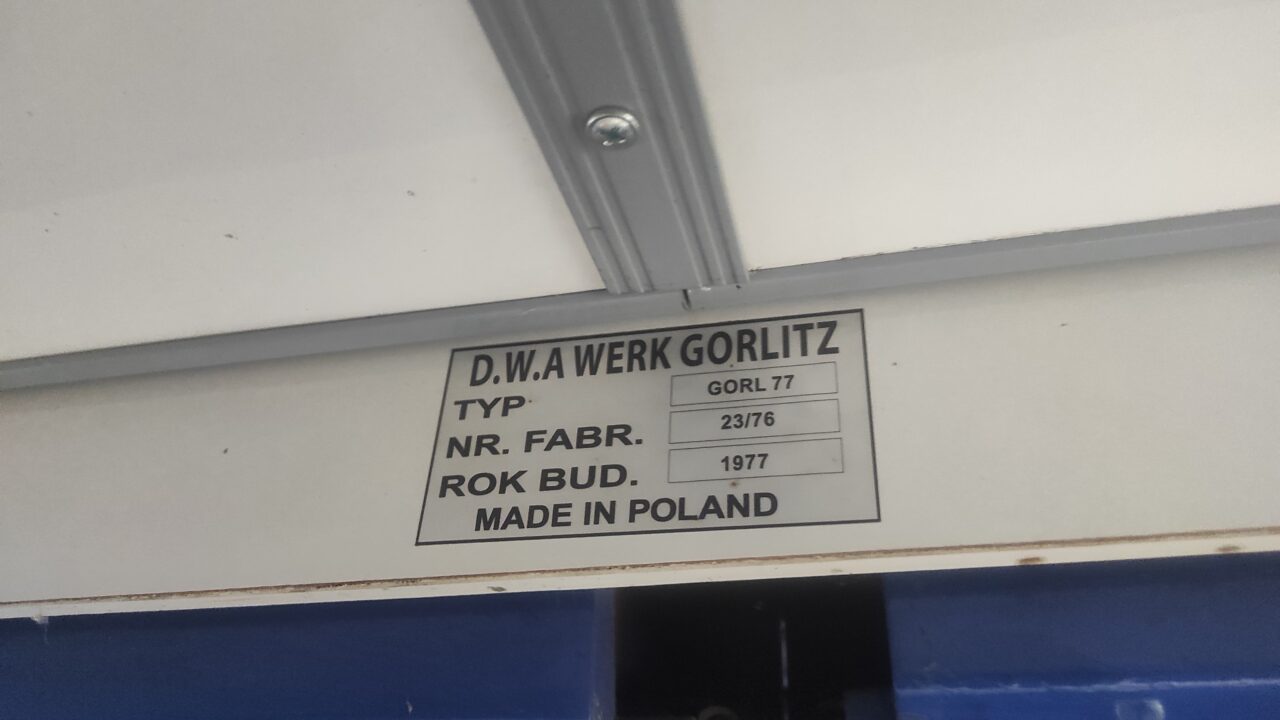 D.W.A WERK GORLITZ
TYP GORL 77
NR. FABR. 23/76
ROK BUD. 1977
MADE IN POLAND